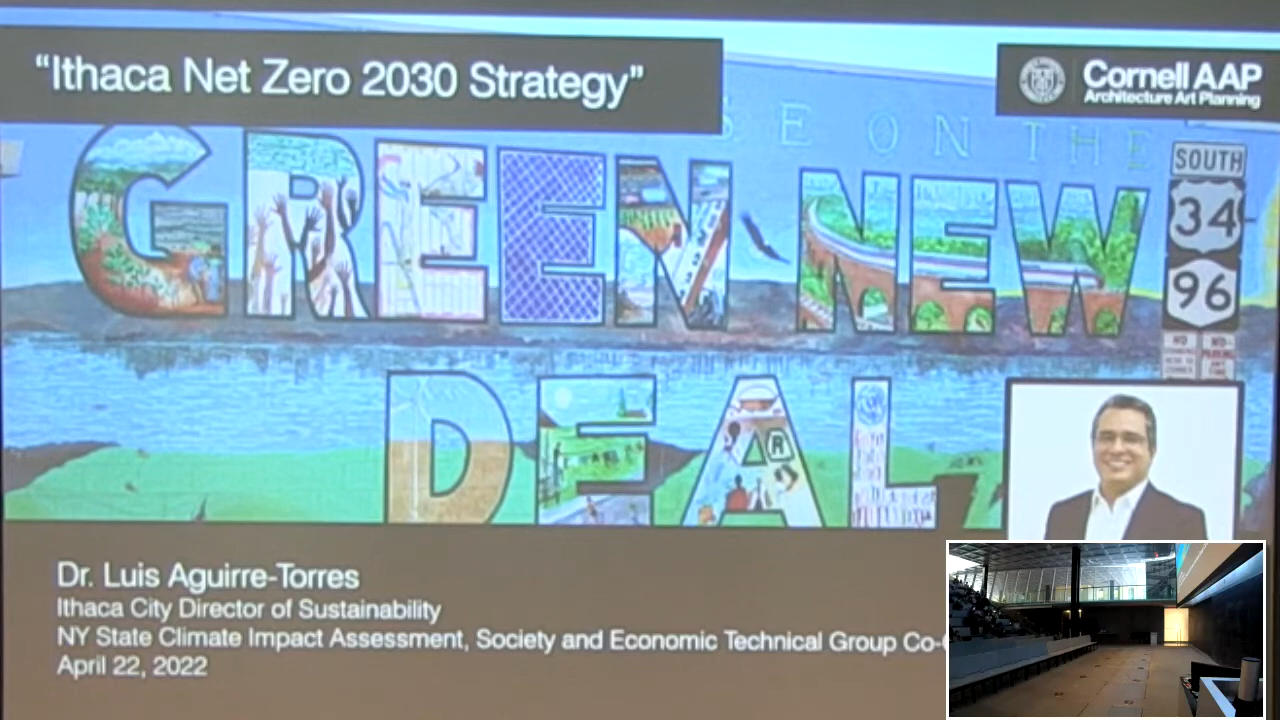 "Ithaca Net Zero 2030 Strategy"
Cornell AAP
Architecture Art Planning
E ON THE
GREEN NEW
SOUTH
34
96
DEAL
Dr. Luis Aguirre-Torres
Ithaca City Director of Sustainability
NY State Climate Impact Assessment, Society and Economic Technical Group Co-
April 22, 2022